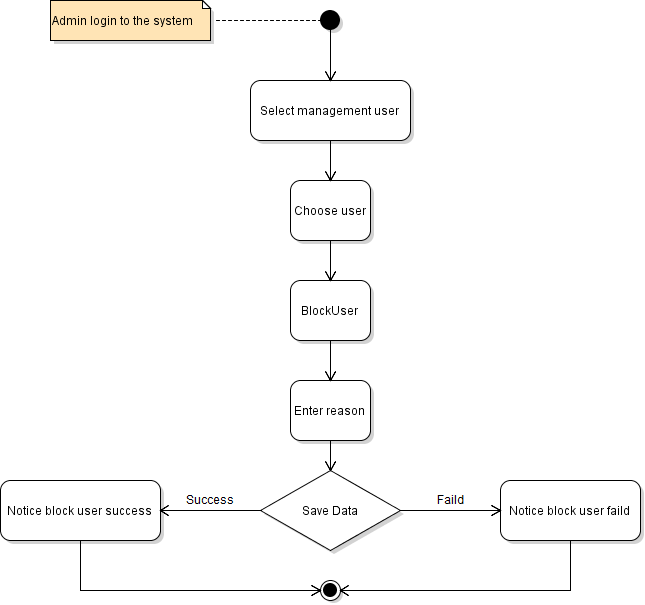 Admin login to the system
Select management user
Choose user
BlockUser
Enter reason
Success
Faild
Notice block user success
Save Data
Notice block user faild